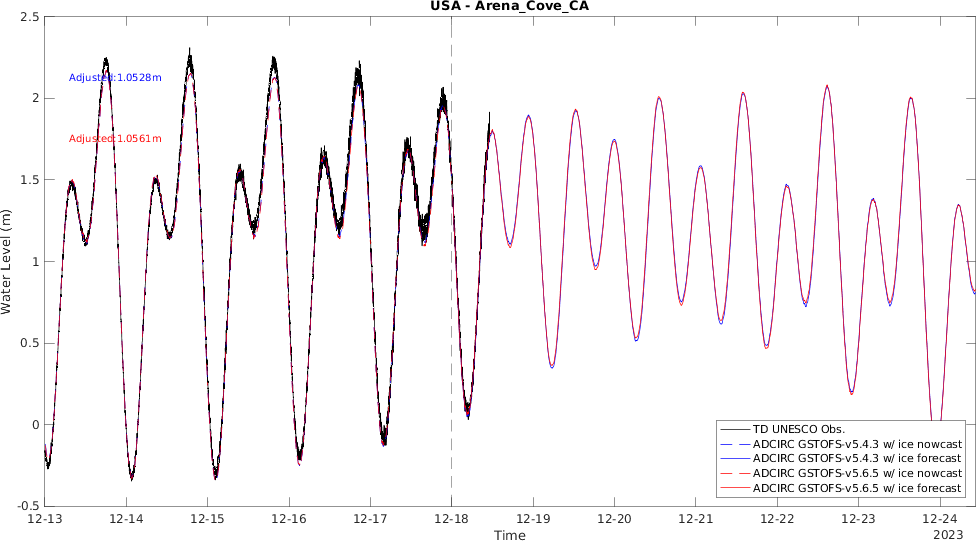 USA - Arena_Cove_CA
2.5
2
1.5
1
0.5
0
-0.5
Water Level (m)
Adjusted:1.0528m
Adjusted:1.0561m
TD UNESCO Obs.
ADCIRC GSTOFS-v5.4.3 w/ ice nowcast
ADCIRC GSTOFS-v5.4.3 w/ ice forecast
ADCIRC GSTOFS-v5.6.5 w/ ice nowcast
ADCIRC GSTOFS-v5.6.5 w/ ice forecast
12-13 12-14 12-15 12-16 12-17 12-18 12-19 12-20 12-21 12-22 12-23 12-24
Time
2023